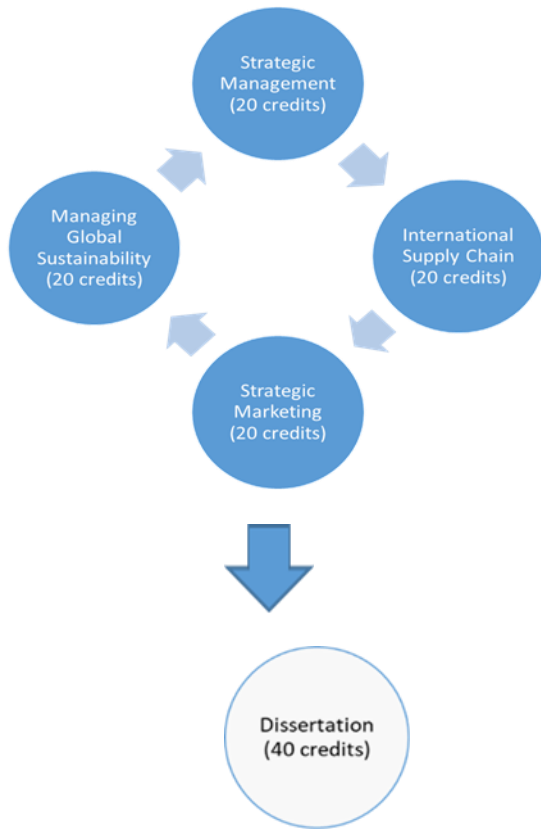 Strategic
Management
(20 credits)
Managing
Global
Sustainability
(20 credits)
International
Supply Chain
(20 credits)
Strategic
Marketing
(20 credits)
Dissertation
(40 credits)